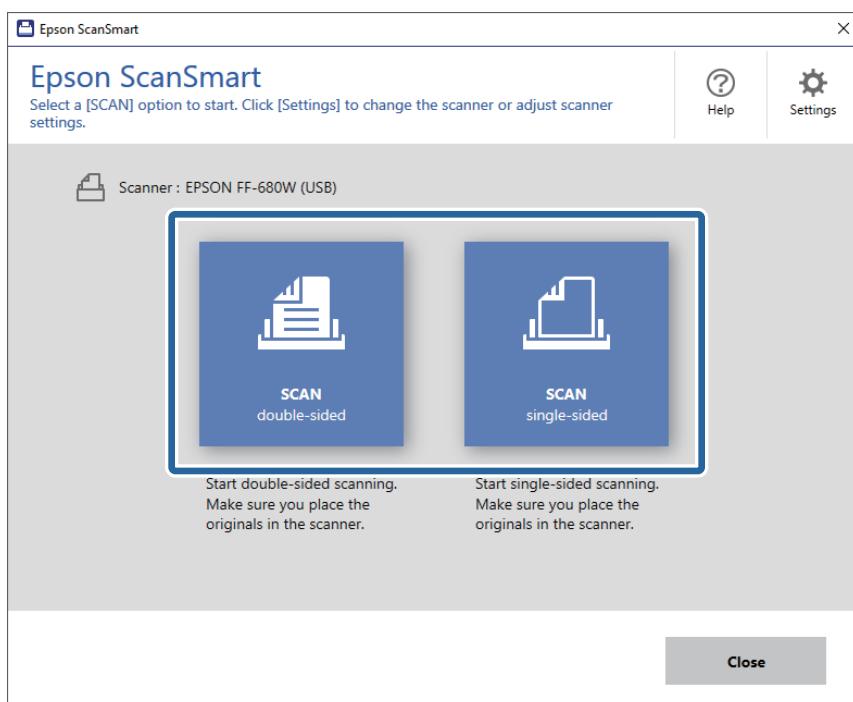 Epson ScanSmart
Epson ScanSmart
Select a [SCAN] option to start. Click [Settings] to change the scanner or adjust scanner
settings.
Help
Settings
Scanner : EPSON FF-680W (USB)
SCAN
double-sided
SCAN
single-sided
Start double-sided scanning.
Make sure you place the
originals in the scanner.
Start single-sided scanning.
Make sure you place the
originals in the scanner.
Close